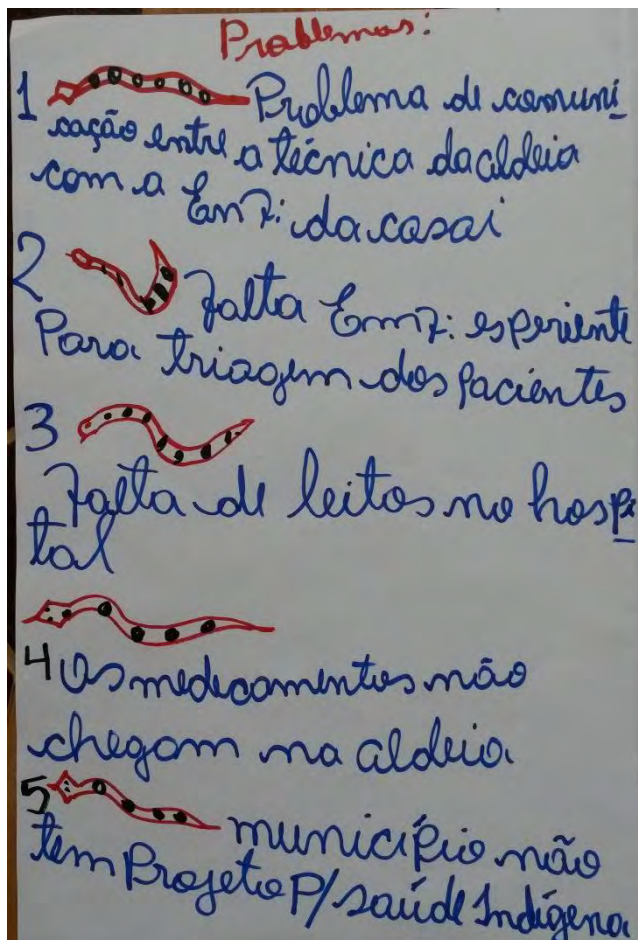 Problemas:
1 Problema de comuni
cação entre a técnica da aldeia
com a Enf: da casai
2 Falta Enf: esperiente
Para triagem dos pacientes
3
Falta de leitos no hospi
tal
4 Os medicamentos não
chegam na aldeia
5 município não
tem Projeto P/ saúde Indígena